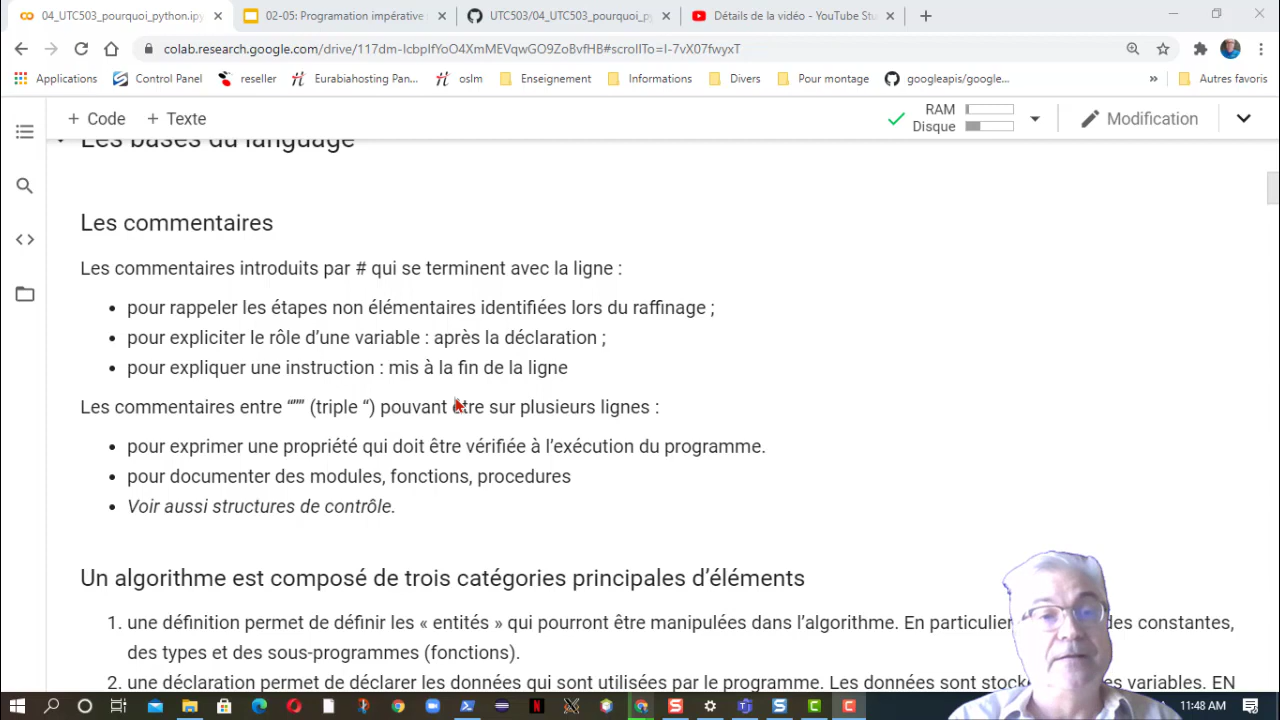 04_UTC503_pourquoi_python.ipy
02-05: Programation impérative
UTC503/04_UTC503_pourquoi_py
Détails de la vidéo - YouTube Stu
colab.research.google.com/drive/117dm-IcbpIfYoO4XmMEVqwGO9ZoBvfHB#scrollTo=I-7vX07fwyxT
Applications
Control Panel
reseller
Eurabiahosting Pan...
oslm
Enseignement
Informations
Divers
Pour montage
googleapis/google...
»
Autres favoris
+ Code
+ Texte
RAM
Disque
Modification
Les bases du language
Les commentaires
Les commentaires introduits par # qui se terminent avec la ligne :
• pour rappeler les étapes non élémentaires identifiées lors du raffinage ;
• pour expliciter le rôle d’une variable : après la déclaration ;
• pour expliquer une instruction : mis à la fin de la ligne
Les commentaires entre “”” (triple “) pouvant être sur plusieurs lignes :
• pour exprimer une propriété qui doit être vérifiée à l’exécution du programme.
• pour documenter des modules, fonctions, procedures
• Voir aussi structures de contrôle.
Un algorithme est composé de trois catégories principales d’éléments
1. une définition permet de définir les « entités » qui pourront être manipulées dans l’algorithme. En particulier des constantes,
des types et des sous-programmes (fonctions).
2. une déclaration permet de déclarer les données qui sont utilisées par le programme. Les données sont stock es variables. EN
11:48 AM